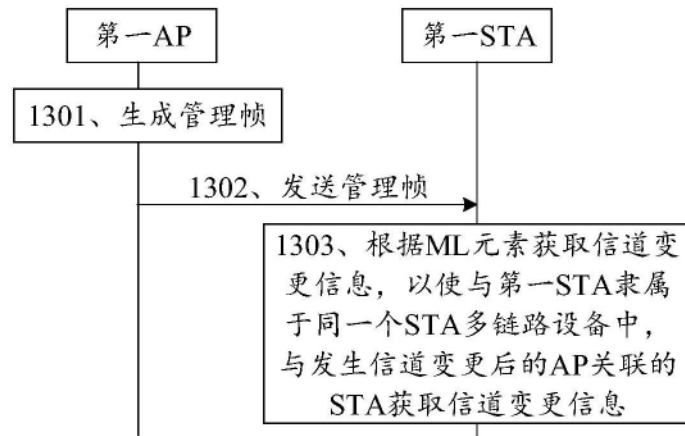 第一AP
第一STA
1301、生成管理帧
1302、发送管理帧
1303、根据ML元素获取信道变
更信息，以使与第一STA隶属
于同一个STA多链路设备中，
与发生信道变更后的AP关联的
STA获取信道变更信息